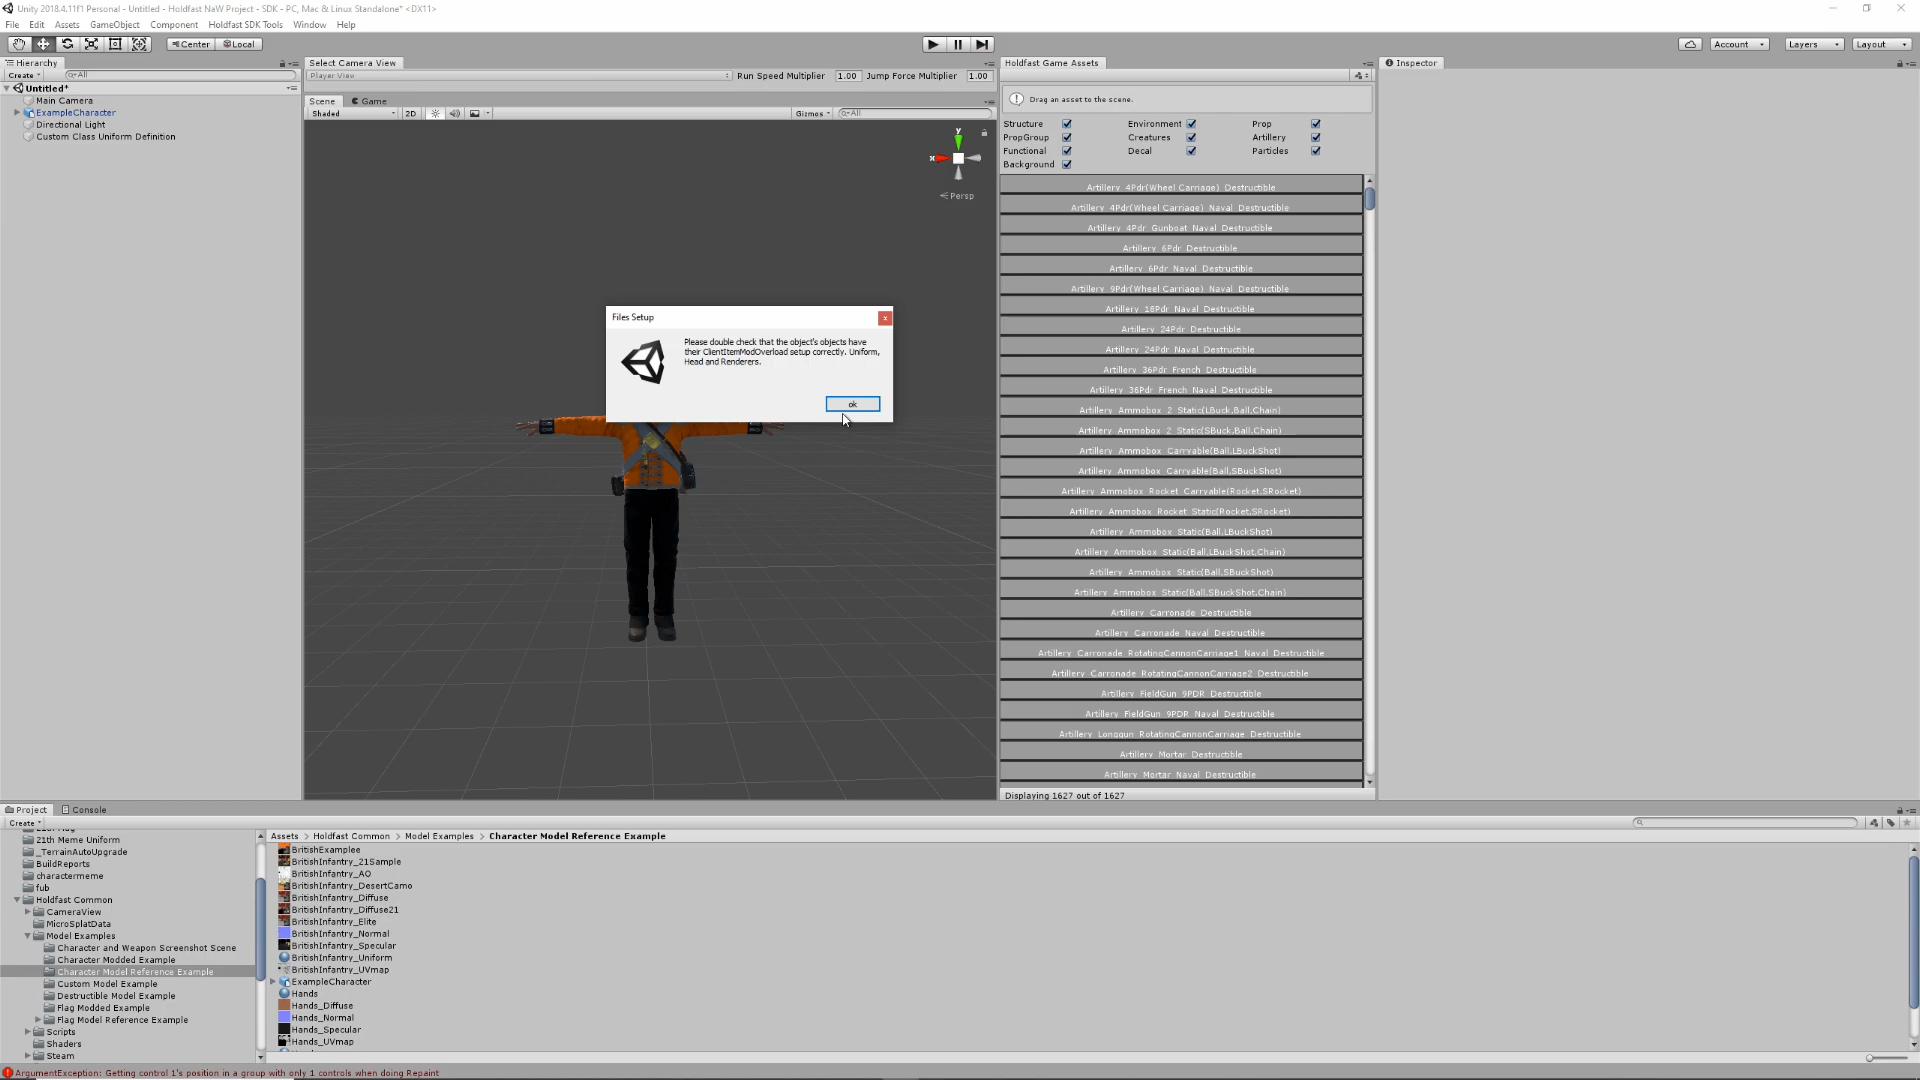 Unity 2018.4.11f1 Personal - Untitled - Holdfast NaW Project - SDK - PC, Mac & Linux Standalone* <DX11>
File Edit Assets GameObject Component Holdfast SDK Tools Window Help
Center Local
Account Layers Layout
Hierarchy
Create All
Untitled*
Main Camera
ExampleCharacter
Directional Light
Custom Class Uniform Definition
Select Camera View
Player View Run Speed Multiplier 1.00 Jump Force Multiplier 1.00
Scene Game
Shaded 2D Gizmos All
y
x
Persp
Files Setup
x
Please double check that the object's objects have
their ClientItemModOverload setup correctly. Uniform,
Head and Renderers.
ok
Holdfast Game Assets
Drag an asset to the scene.
Structure Environment Prop
PropGroup Creatures Artillery
Functional Decal Particles
Background
Artillery 4Pdr(Wheel Carriage) Destructible
Artillery 4Pdr(Wheel Carriage) Naval Destructible
Artillery 4Pdr Gunboat Naval Destructible
Artillery 6Pdr Destructible
Artillery 6Pdr Naval Destructible
Artillery 9Pdr(Wheel Carriage) Naval Destructible
Artillery 18Pdr Naval Destructible
Artillery 24Pdr Destructible
Artillery 24Pdr Naval Destructible
Artillery 36Pdr French Destructible
Artillery 36Pdr French Naval Destructible
Artillery Ammobox 2 Static(LBuck,Ball,Chain)
Artillery Ammobox 2 Static(SBuck,Ball,Chain)
Artillery Ammobox Carryable(Ball,LBuckShot)
Artillery Ammobox Carryable(Ball,SBuckShot)
Artillery Ammobox Rocket Carryable(Rocket,SRocket)
Artillery Ammobox Rocket Static(Rocket,SRocket)
Artillery Ammobox Static(Ball,LBuckShot)
Artillery Ammobox Static(Ball,LBuckShot,Chain)
Artillery Ammobox Static(Ball,SBuckShot)
Artillery Ammobox Static(Ball,SBuckShot,Chain)
Artillery Carronade Destructible
Artillery Carronade Naval Destructible
Artillery Carronade RotatingCannonCarriage1 Naval Destructible
Artillery Carronade RotatingCannonCarriage2 Destructible
Artillery FieldGun 9PDR Destructible
Artillery FieldGun 9PDR Naval Destructible
Artillery Longgun RotatingCannonCarriage Destructible
Artillery Mortar Destructible
Artillery Mortar Naval Destructible
Displaying 1627 out of 1627
Inspector
Project Console
Create
21th Meme Uniform
_TerrainAutoUpgrade
BuildReports
charactermeme
fub
Holdfast Common
CameraView
MicroSplatData
Model Examples
Character and Weapon Screenshot Scene
Character Modded Example
Character Model Reference Example
Custom Model Example
Destructible Model Example
Flag Modded Example
Flag Model Reference Example
Scripts
Shaders
Steam
Assets > Holdfast Common > Model Examples > Character Model Reference Example
BritishExamplee
BritishInfantry_21Sample
BritishInfantry_AO
BritishInfantry_DesertCamo
BritishInfantry_Diffuse
BritishInfantry_Diffuse21
BritishInfantry_Elite
BritishInfantry_Normal
BritishInfantry_Specular
BritishInfantry_Uniform
BritishInfantry_UVmap
ExampleCharacter
Hands
Hands_Diffuse
Hands_Normal
Hands_Specular
Hands_UVmap
ArgumentException: Getting control 1's position in a group with only 1 controls when doing Repaint